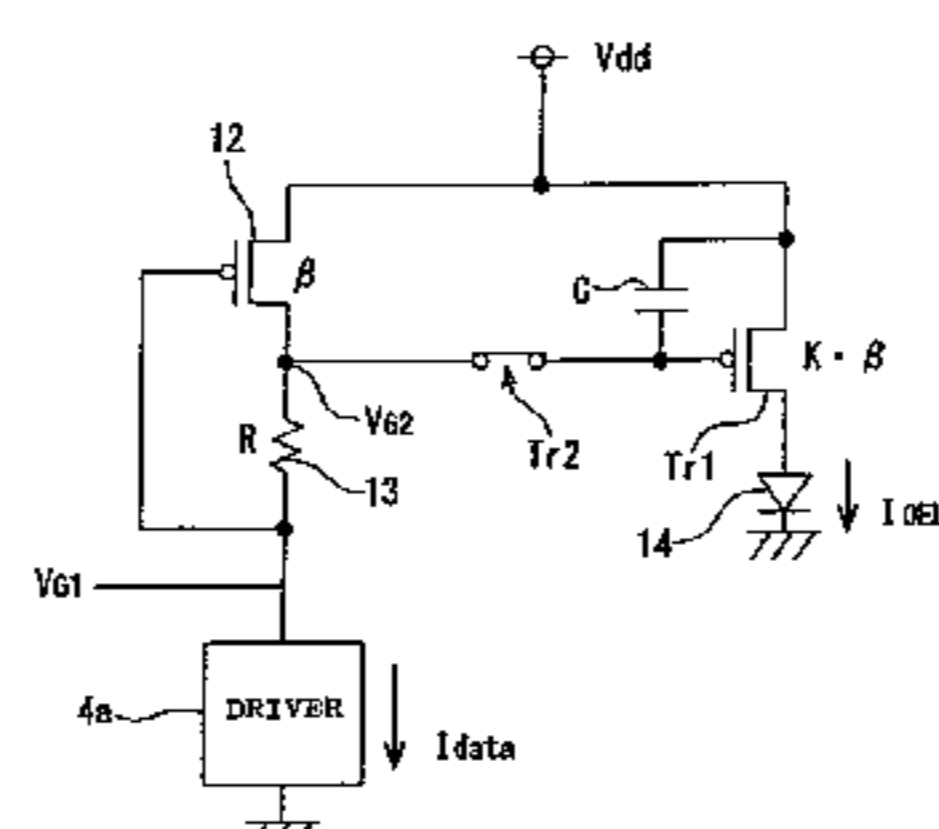 Vdd
12
β
C
K・β
VG2
R
13
Tr2
Tr1
14
IOEL
VG1
4a
DRIVER
Idata